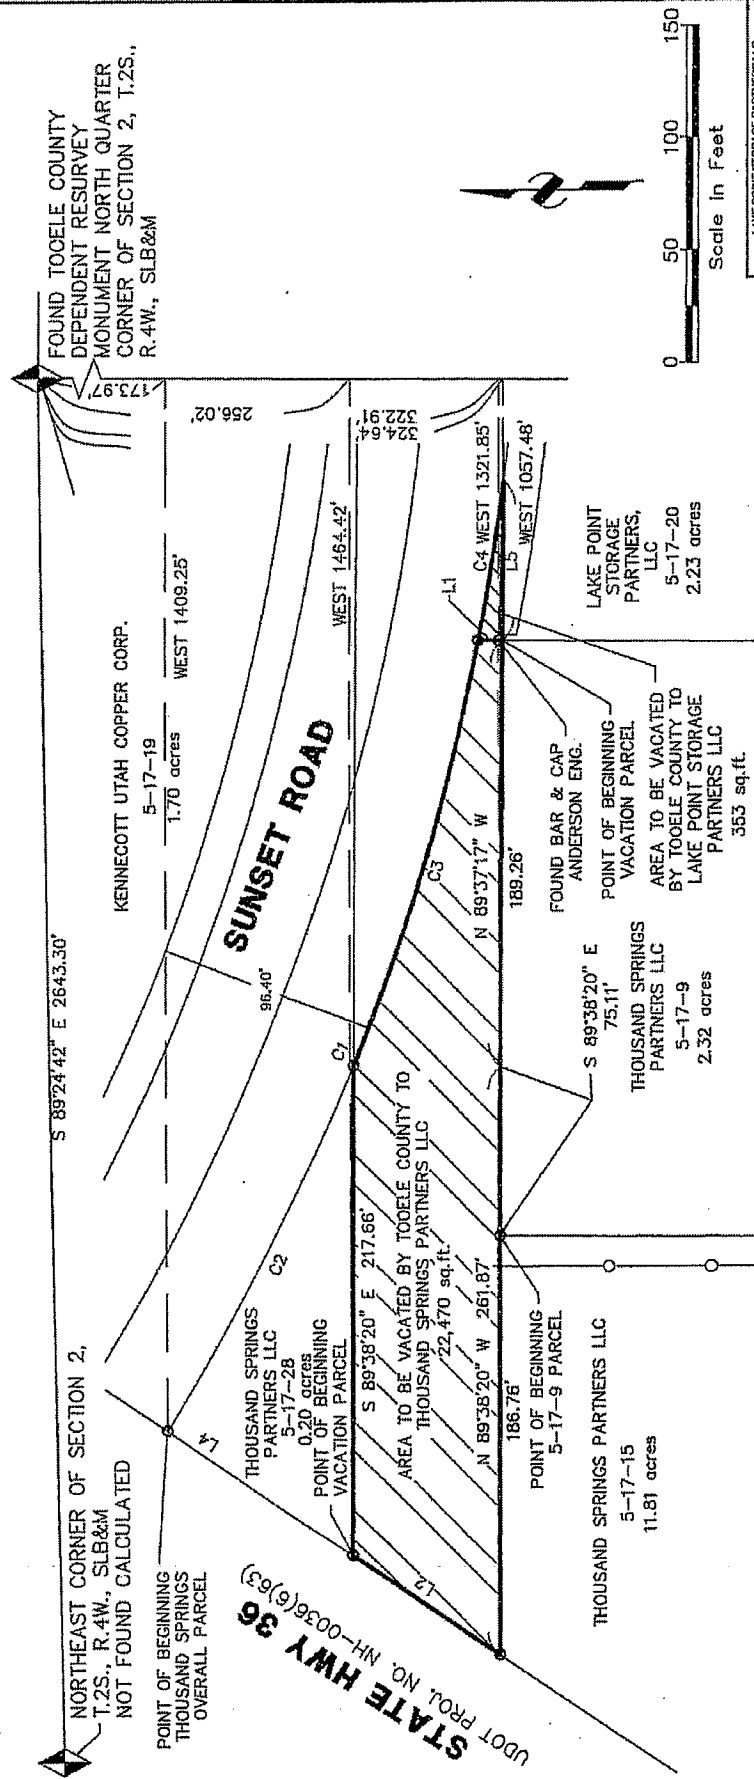 NORTHEAST CORNER OF SECTION 2,
T.2S., R.4W., SLB&M
NOT FOUND CALCULATED
S 89°24'42" E 2643.30'
FOUND TOOELE COUNTY
DEPENDENT RESURVEY
MONUMENT NORTH QUARTER
CORNER OF SECTION 2, T.2S.,
R.4W., SLB&M
173.97'
256.02'
322.91'
324.64'
POINT OF BEGINNING
THOUSAND SPRINGS
OVERALL PARCEL
KENNECOTT UTAH COPPER CORP.
5-17-19
1.70 acres
WEST 1409.25'
L4
C2
SUNSET ROAD
96.40'
WEST 1464.42'
STATE HWY 36
UDOT PROJ. NO. NH-0036(6)63)
THOUSAND SPRINGS
PARTNERS LLC
5-17-28
0.20 acres
POINT OF BEGINNING
VACATION PARCEL
C1
L2
S 89°38'20" E 217.66'
AREA TO BE VACATED BY TOOELE COUNTY TO
THOUSAND SPRINGS PARTNERS LLC
22,470 sq.ft.
N 89°38'20" W 261.87'
186.76'
C3
N 89°37'17" W
189.26'
L1
C4 WEST 1321.85'
L5 WEST 1057.48'
POINT OF BEGINNING
5-17-9 PARCEL
THOUSAND SPRINGS PARTNERS LLC
5-17-15
11.81 acres
S 89°38'20" E
75.11'
THOUSAND SPRINGS
PARTNERS LLC
5-17-9
2.32 acres
FOUND BAR & CAP
ANDERSON ENG.
POINT OF BEGINNING
VACATION PARCEL
AREA TO BE VACATED
BY TOOELE COUNTY TO
LAKE POINT STORAGE
PARTNERS LLC
353 sq.ft.
LAKE POINT
STORAGE
PARTNERS,
LLC
5-17-20
2.23 acres
0 50 100 150
Scale In Feet